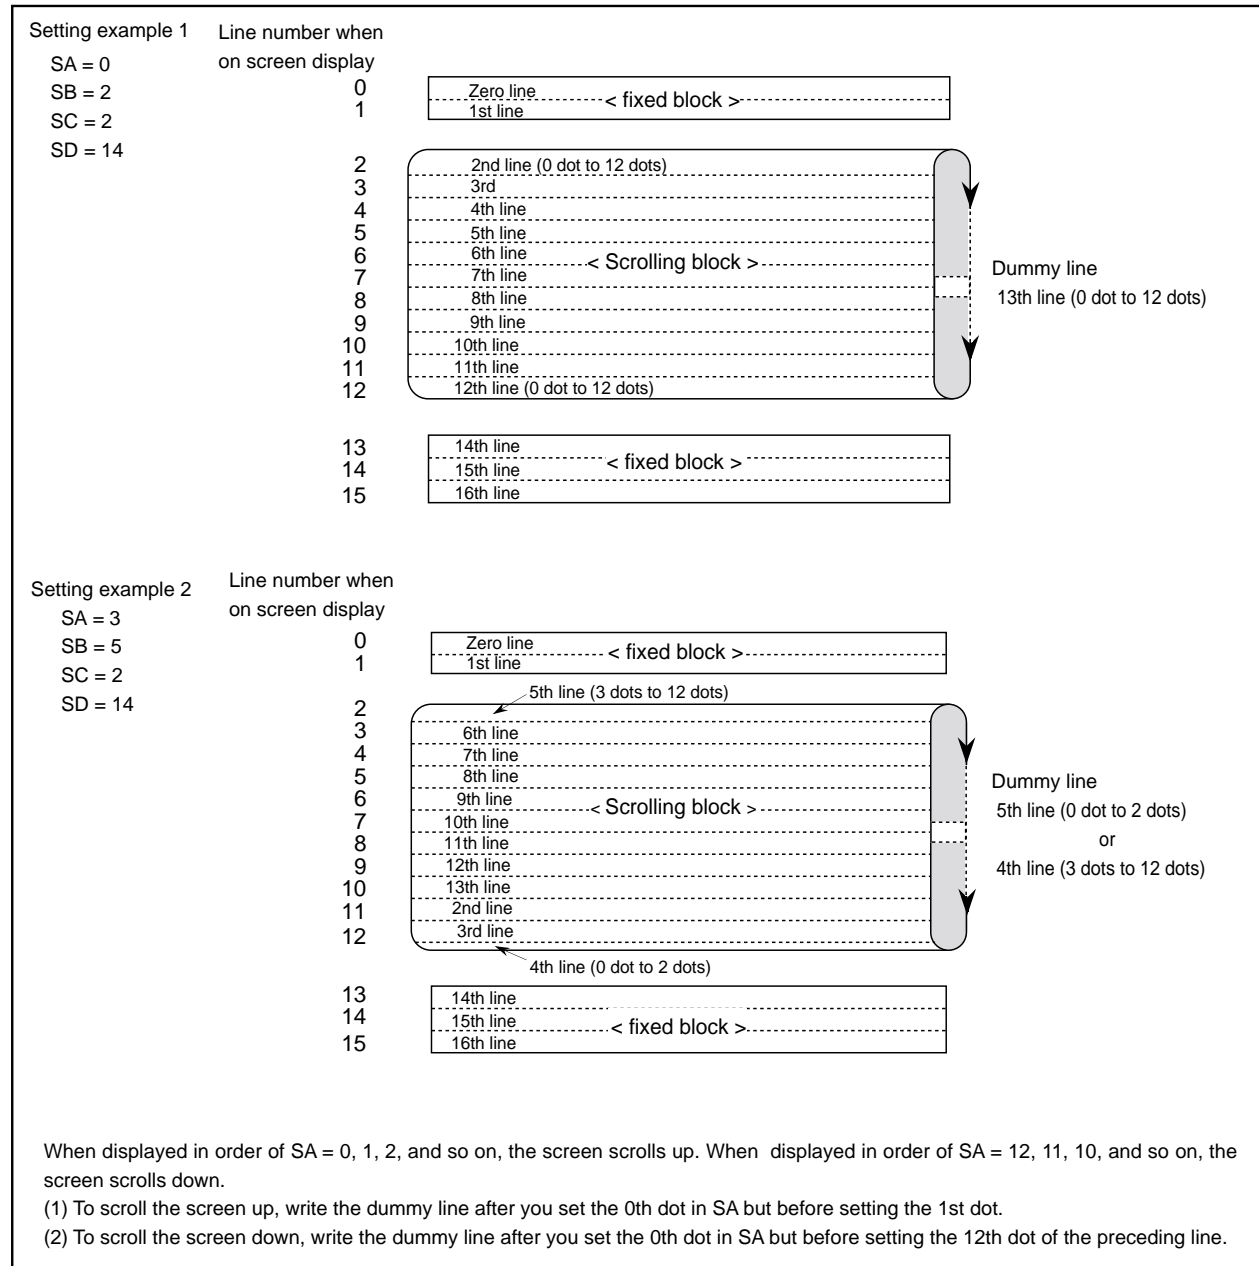 Setting example 1
SA = 0
SB = 2
SC = 2
SD = 14
Line number when
on screen display
0 Zero line
< fixed block >
1 1st line
2 2nd line (0 dot to 12 dots)
3 3rd
4 4th line
5 5th line
6 6th line
< Scrolling block >
7 7th line
8 8th line
9 9th line
10 10th line
11 11th line
12 12th line (0 dot to 12 dots)
Dummy line
13th line (0 dot to 12 dots)
13 14th line
< fixed block >
14 15th line
15 16th line
Setting example 2
SA = 3
SB = 5
SC = 2
SD = 14
Line number when
on screen display
0 Zero line
< fixed block >
1 1st line
5th line (3 dots to 12 dots)
2
3 6th line
4 7th line
5 8th line
6 9th line
< Scrolling block >
7 10th line
8 11th line
9 12th line
10 13th line
11 2nd line
12 3rd line
4th line (0 dot to 2 dots)
Dummy line
5th line (0 dot to 2 dots)
or
4th line (3 dots to 12 dots)
13 14th line
14 15th line
< fixed block >
15 16th line
When displayed in order of SA = 0, 1, 2, and so on, the screen scrolls up. When displayed in order of SA = 12, 11, 10, and so on, the
screen scrolls down.
(1) To scroll the screen up, write the dummy line after you set the 0th dot in SA but before setting the 1st dot.
(2) To scroll the screen down, write the dummy line after you set the 0th dot in SA but before setting the 12th dot of the preceding line.